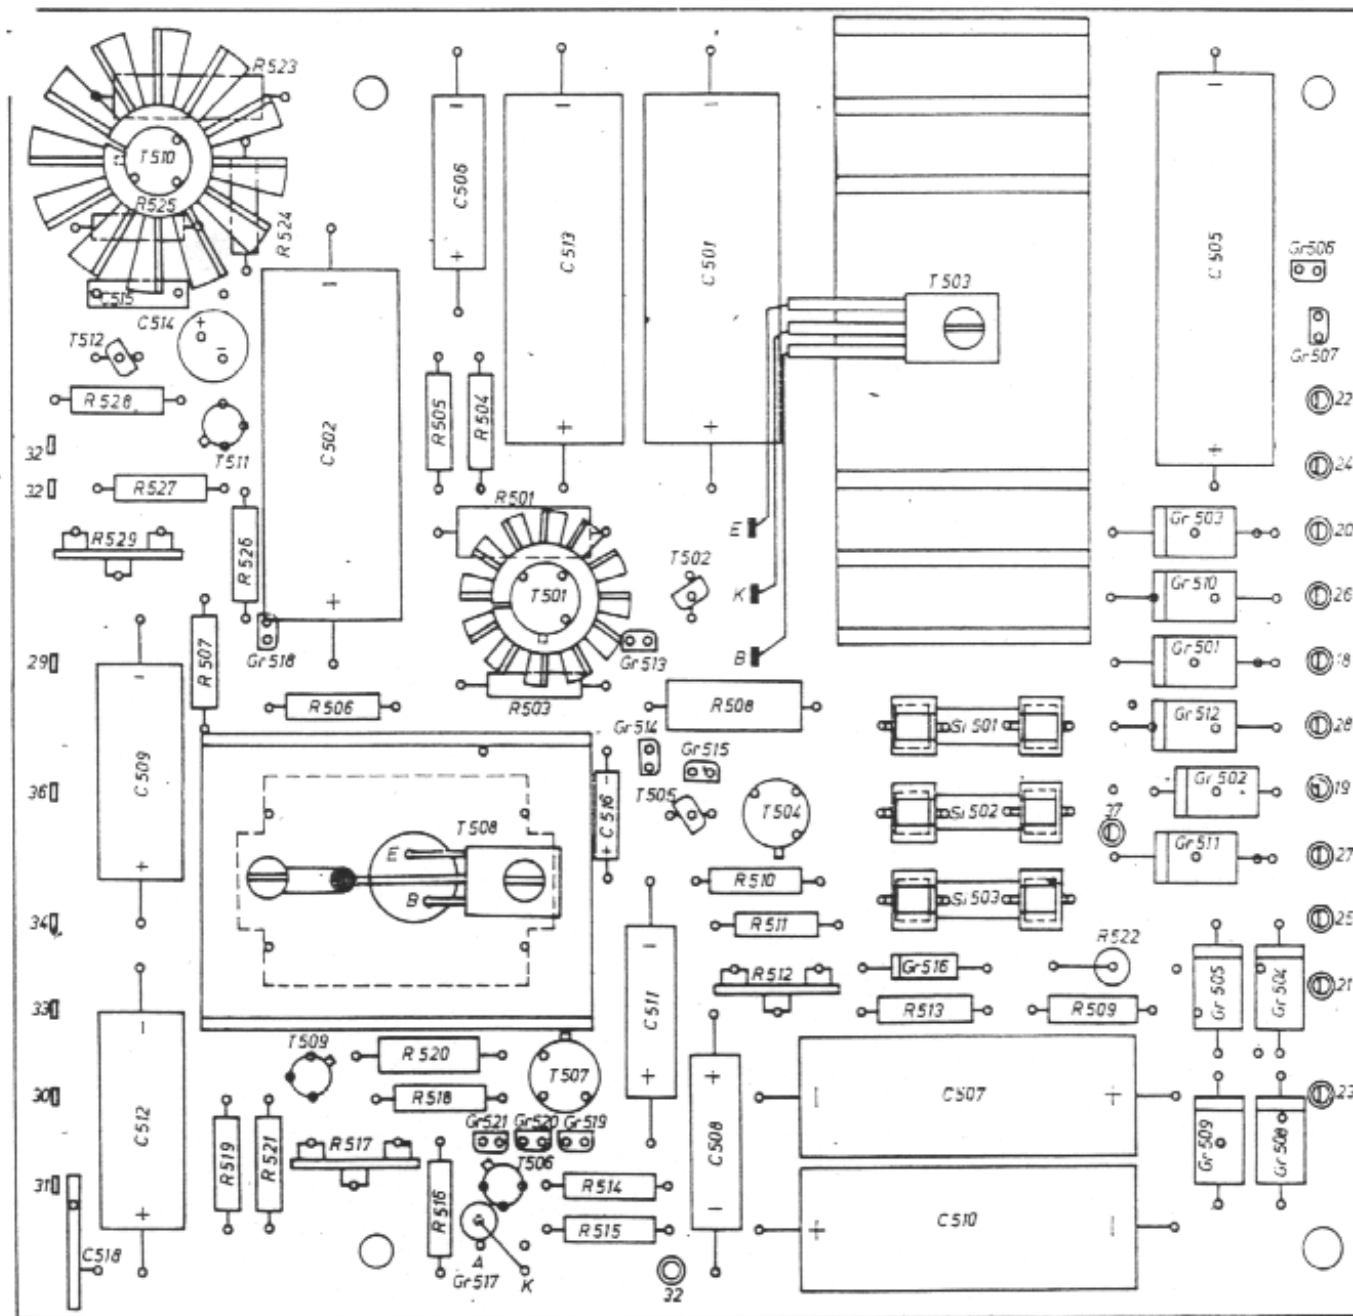 R523
T510
R525
R524
C515
C514
+
-
T512
R528
T511
32
32
R527
R529
R526
-
C502
+
-
C506
+
-
C513
+
-
C501
+
R505
R504
R501
T501
R503
T502
E
K
B
T503
-
C505
+
Gr506
Gr507
22
24
20
26
18
28
19
27
25
21
23
Gr503
Gr510
Gr501
Gr512
Gr502
37
Gr511
29
36
34
33
30
31
R507
Gr518
R506
Gr513
R508
Gr514
Gr515
T505
T504
Si501
Si502
Si503
-
C509
+
T508
E
B
+ C516 -
R510
R511
R512
Gr516
R513
R522
R509
Gr505
Gr504
Gr509
Gr508
-
C511
+
-
C512
+
T509
R520
R518
T507
Gr521
Gr520
Gr519
R519
R521
R517
R516
T506
R514
R515
A
Gr517
K
32
+
C508
-
-
C507
+
+
C510
-
C518